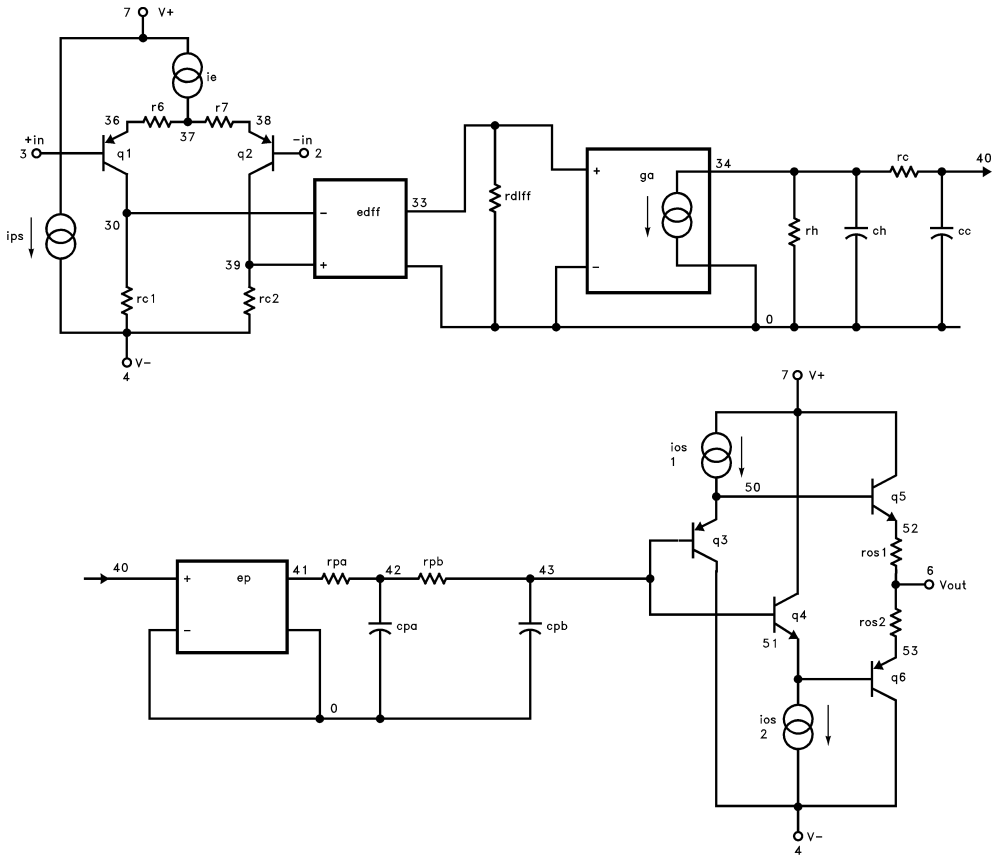 7 V+
ie
r6 r7
36 38
37
+in
3
q1 q2
-in
2
34
40
33
rc
ga
rdlff
edff
+
-
-
30
ips
rh
ch
cc
39
+
-
rc1
rc2
0
V-
4
7 V+
ios
1
50
q5
52
q3
ros1
40
41
rpa
42
rpb
43
6
Vout
+
ep
q4
ros2
-
cpa
cpb
51
53
q6
0
ios
2
V-
4